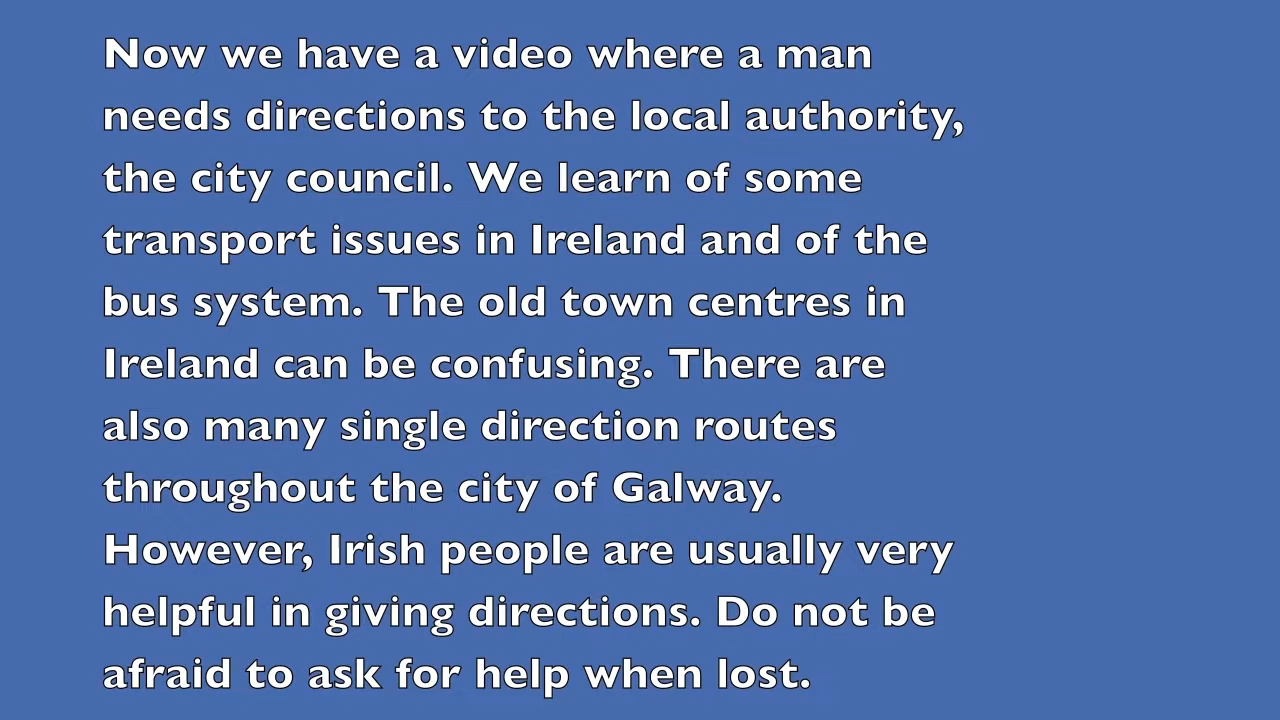 Now we have a video where a man
needs directions to the local authority,
the city council. We learn of some
transport issues in Ireland and of the
bus system. The old town centres in
Ireland can be confusing. There are
also many single direction routes
throughout the city of Galway.
However, Irish people are usually very
helpful in giving directions. Do not be
afraid to ask for help when lost.